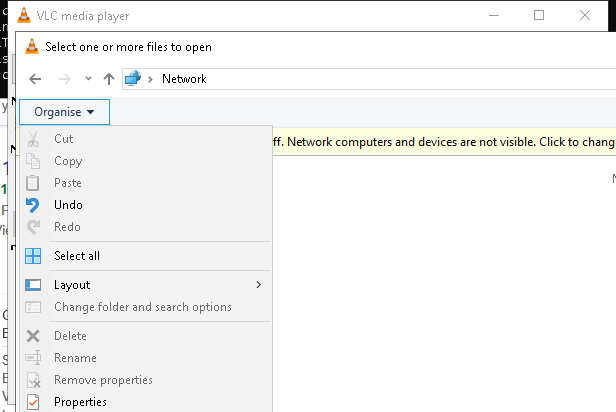 VLC media player
Select one or more files to open
Network
Organise
ff. Network computers and devices are not visible. Click to chang
Cut
Copy
Paste
Undo
Redo
Select all
Layout
Change folder and search options
Delete
Rename
Remove properties
Properties